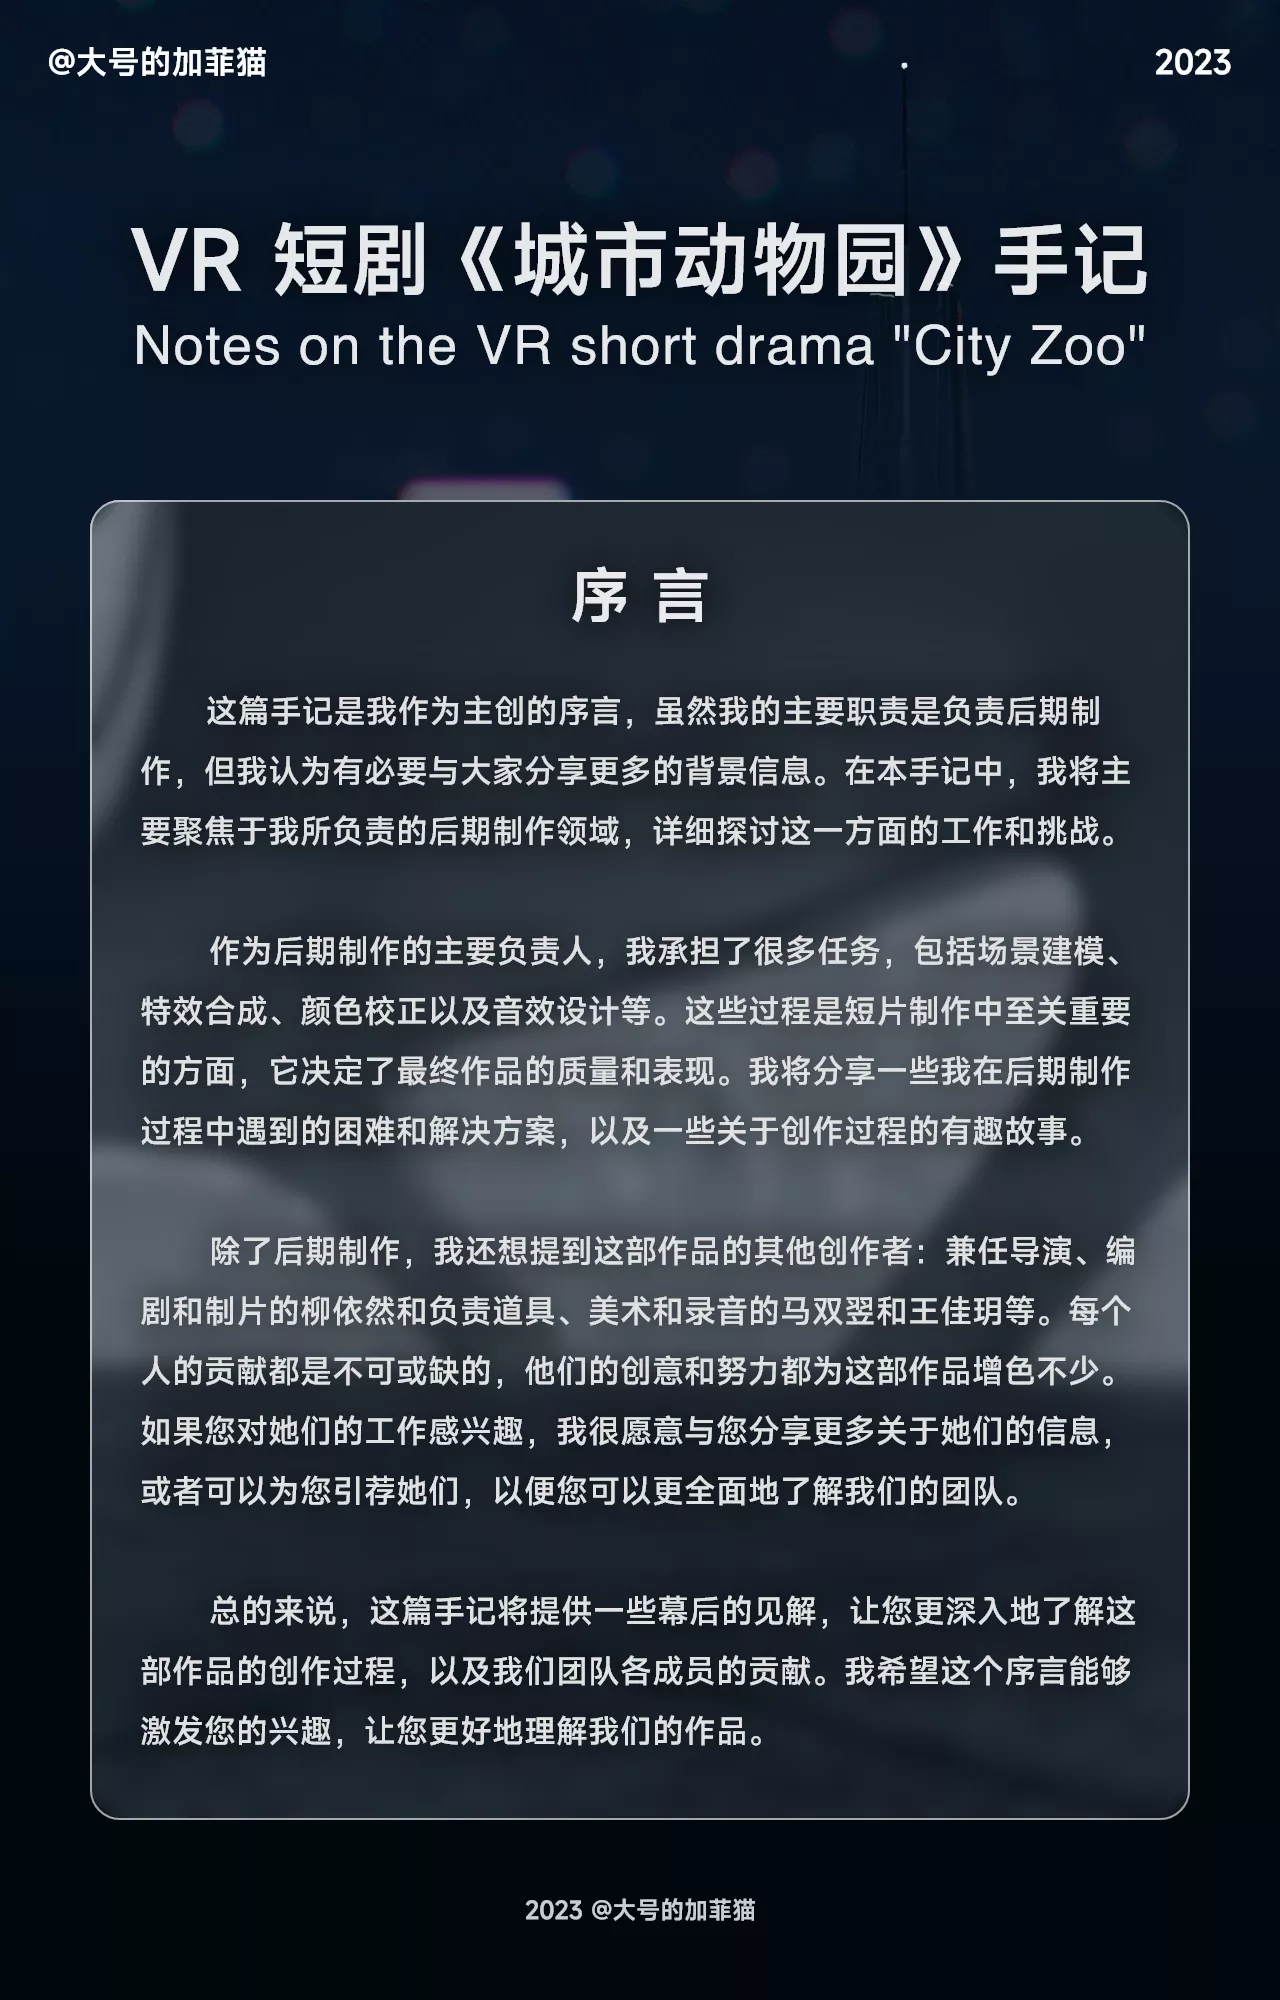 @大号的加菲猫
2023
VR 短剧《城市动物园》手记
Notes on the VR short drama "City Zoo"
序言
这篇手记是我作为主创的序言，虽然我的主要职责是负责后期制
作，但我认为有必要与大家分享更多的背景信息。在本手记中，我将主
要聚焦于我所负责的后期制作领域，详细探讨这一方面的工作和挑战。
作为后期制作的主要负责人，我承担了很多任务，包括场景建模、
特效合成、颜色校正以及音效设计等。这些过程是短片制作中至关重要
的方面，它决定了最终作品的质量和表现。我将分享一些我在后期制作
过程中遇到的困难和解决方案，以及一些关于创作过程的有趣故事。
除了后期制作，我还想提到这部作品的其他创作者：兼任导演、编
剧和制片的柳依然和负责道具、美术和录音的马双翌和王佳玥等。每个
人的贡献都是不可或缺的，他们的创意和努力都为这部作品增色不少。
如果您对她们的工作感兴趣，我很愿意与您分享更多关于她们的信息，
或者可以为您引荐她们，以便您可以更全面地了解我们的团队。
总的来说，这篇手记将提供一些幕后的见解，让您更深入地了解这
部作品的创作过程，以及我们团队各成员的贡献。我希望这个序言能够
激发您的兴趣，让您更好地理解我们的作品。
2023 @大号的加菲猫